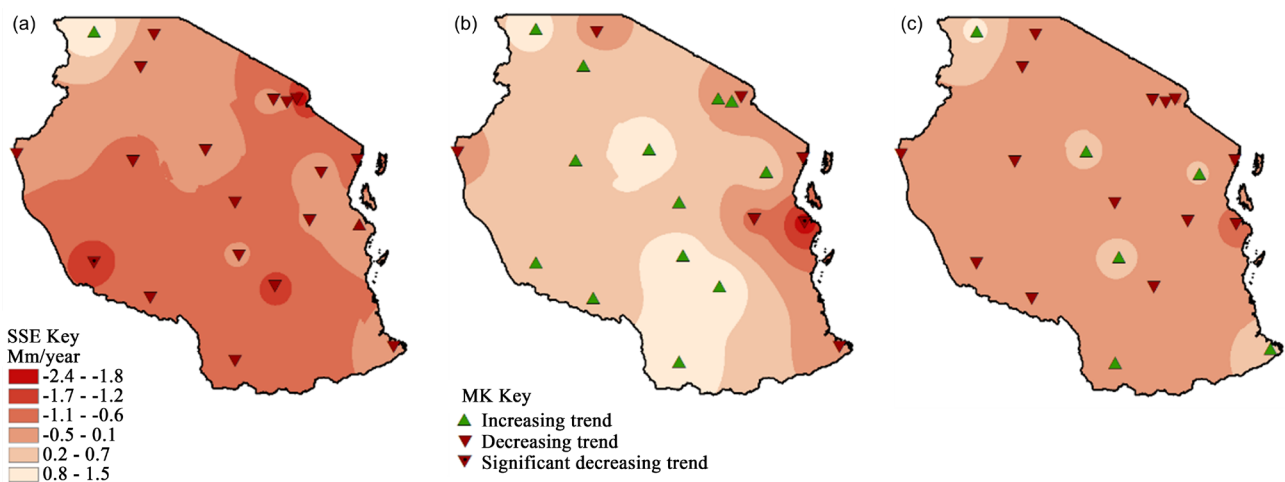 (a)
(b)
(c)
SSE Key
Mm/year
-2.4 - -1.8
-1.7 - -1.2
-1.1 - -0.6
-0.5 - 0.1
0.2 - 0.7
0.8 - 1.5
MK Key
Increasing trend
Decreasing trend
Significant decreasing trend